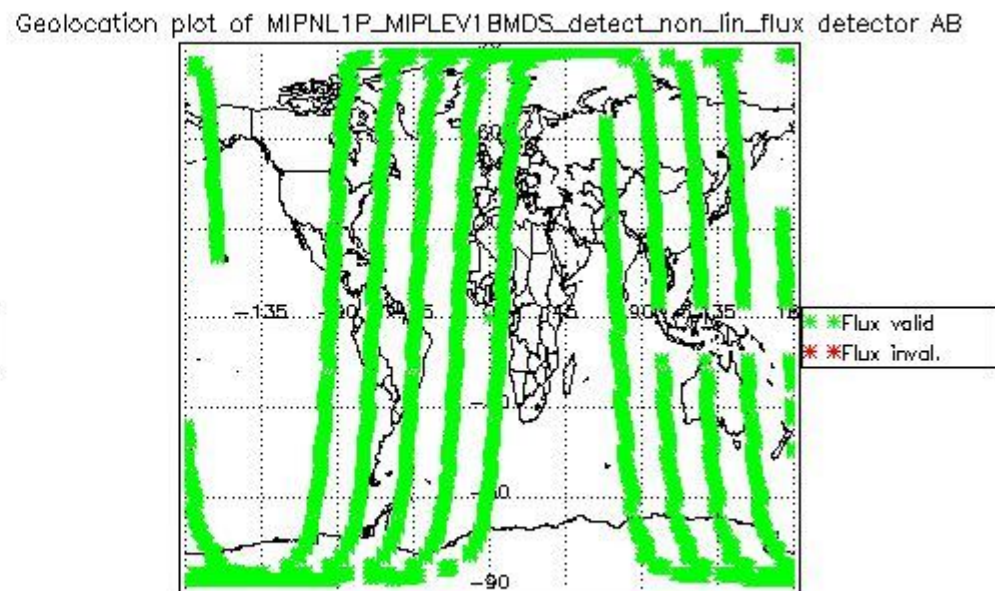 Geolocation plot of MIPNL1P_MIPLEV1BMDS_detect_non_lin_flux detector AB
-135
90
135
Flux valid
Flux inval.
-90